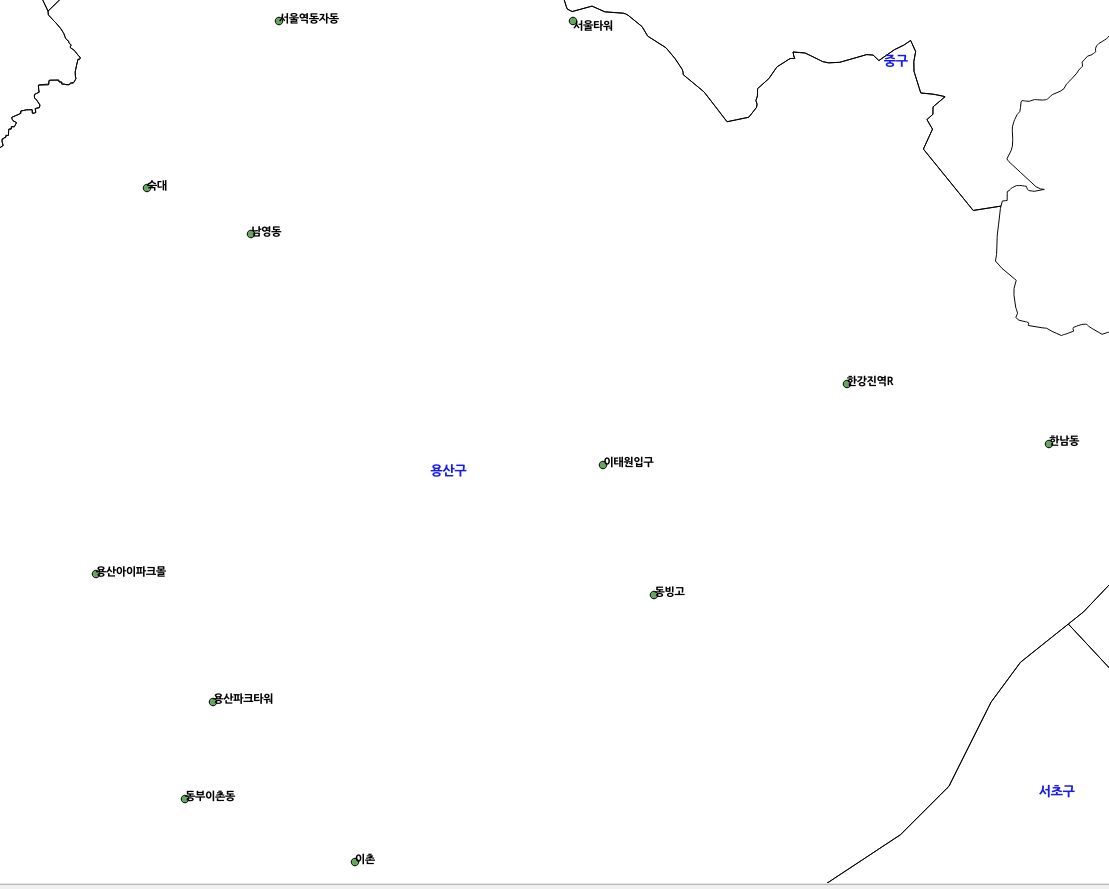 서울역동자동
서울타워
중구
숙대
남영동
한강진역R
한남동
이태원입구
용산구
용산아이파크몰
동빙고
용산파크타워
서초구
동부이촌동
이촌